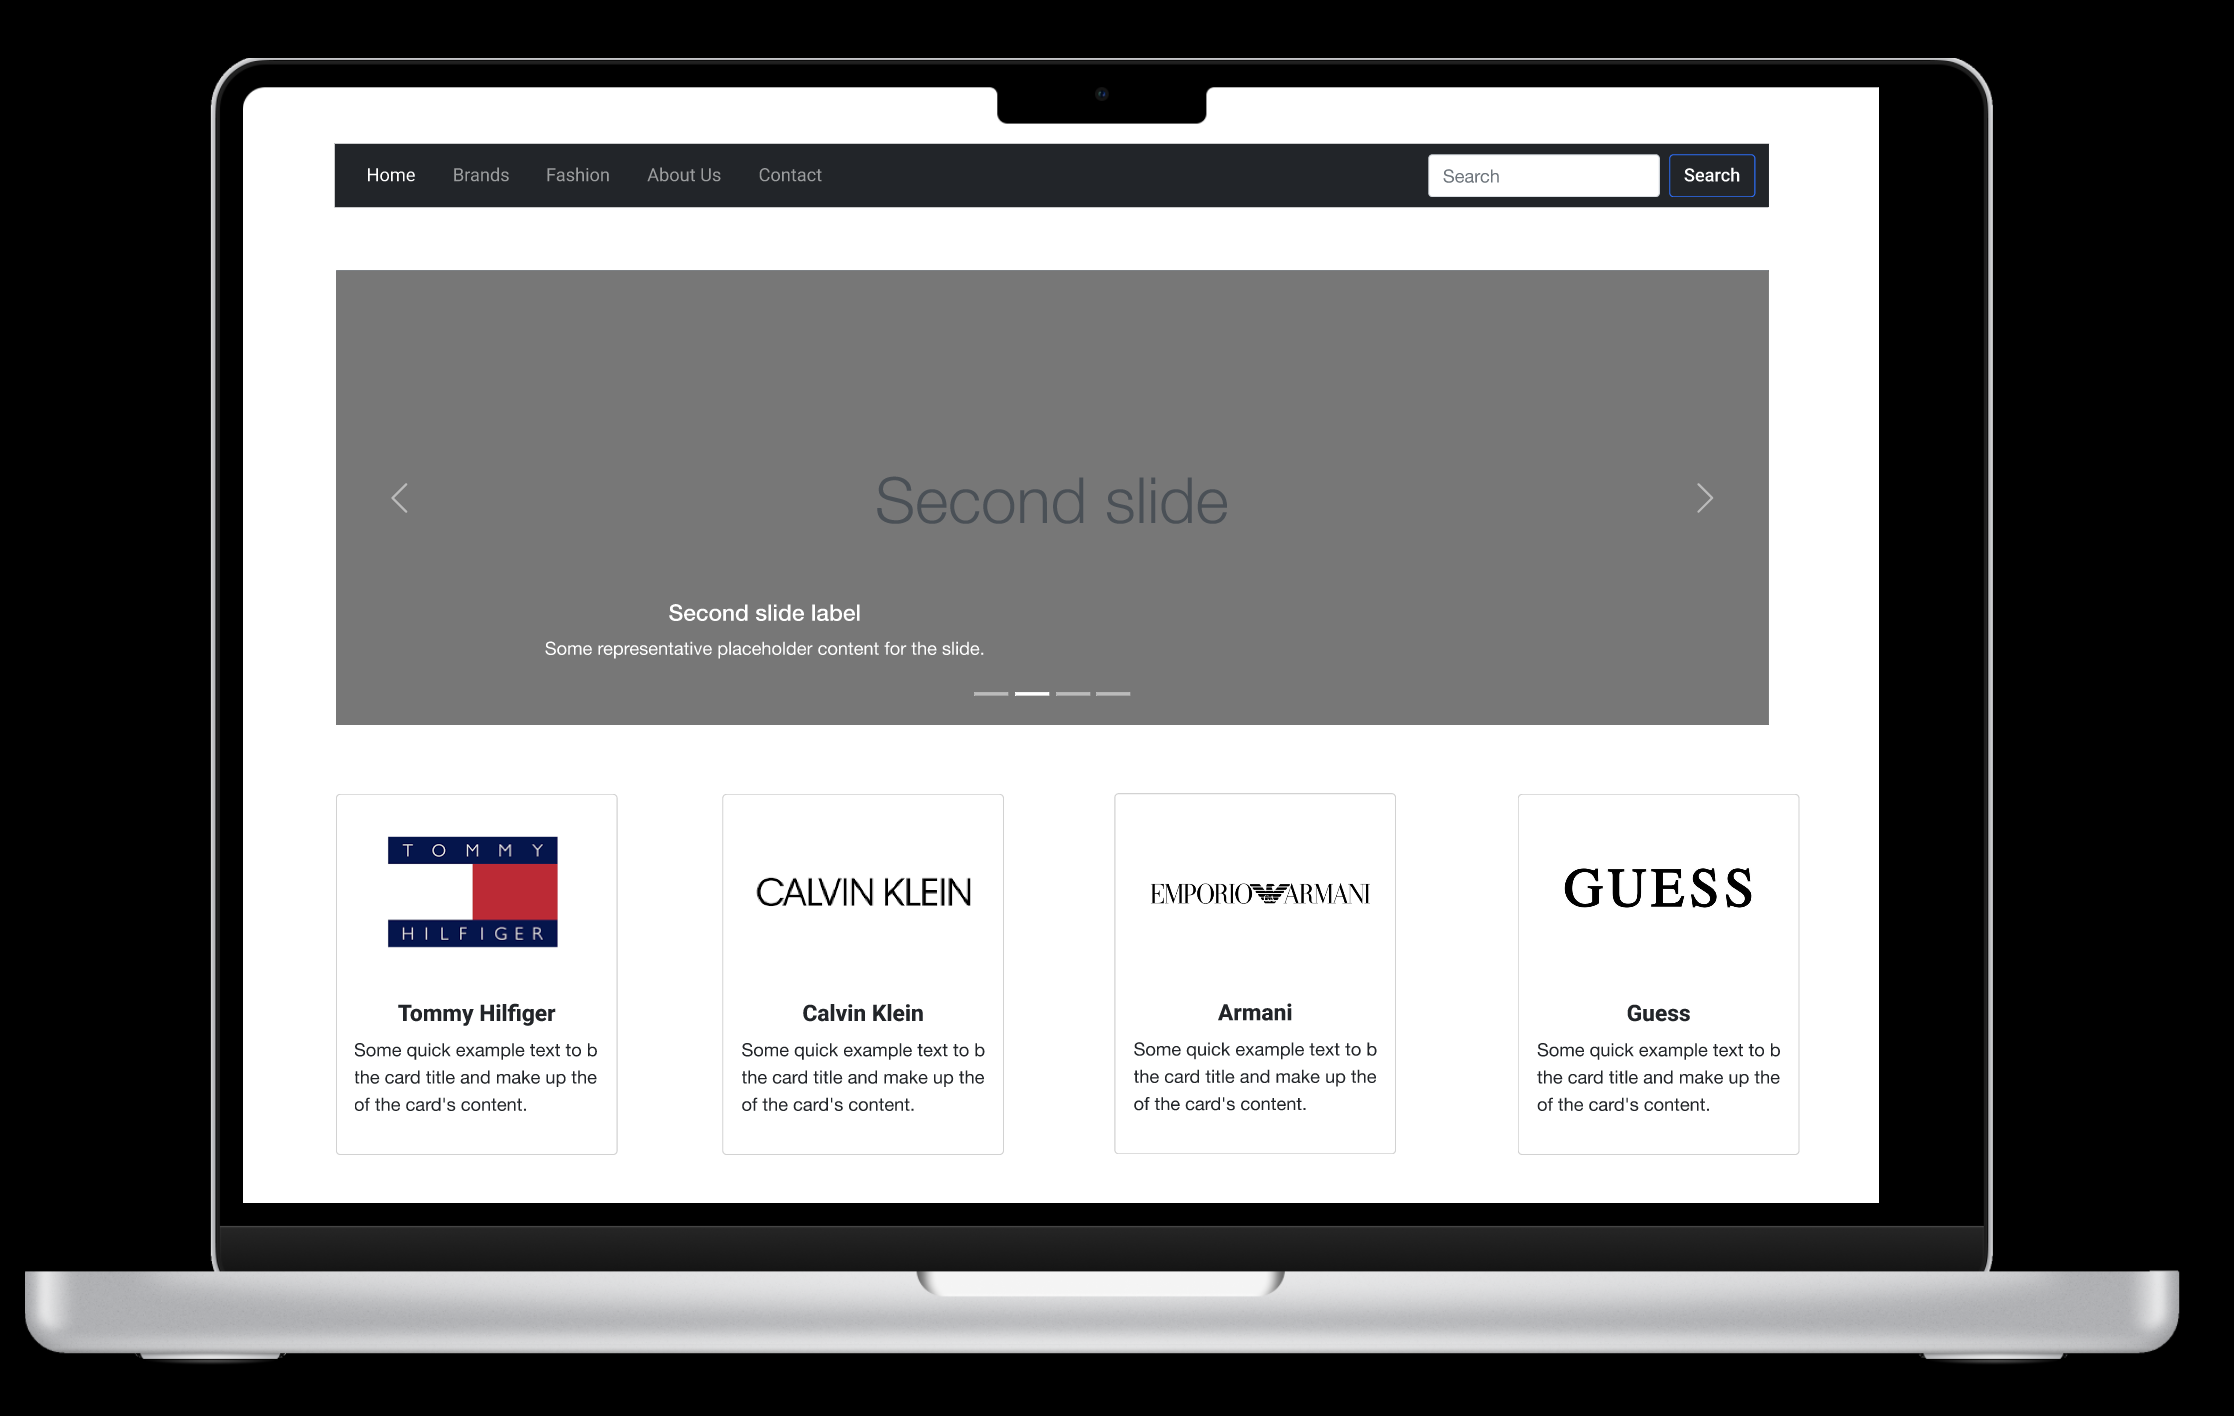 Home Brands Fashion About Us Contact Search Search
Second slide
Second slide label
Some representative placeholder content for the slide.
TOMMY
HILFIGER
CALVIN KLEIN
EMPORIO ARMANI
GUESS
Tommy Hilfiger
Some quick example text to b
the card title and make up the
of the card's content.
Calvin Klein
Some quick example text to b
the card title and make up the
of the card's content.
Armani
Some quick example text to b
the card title and make up the
of the card's content.
Guess
Some quick example text to b
the card title and make up the
of the card's content.